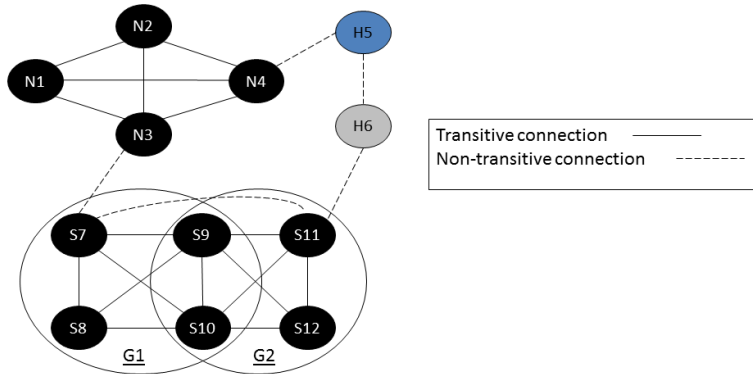 N2
H5
N1
N4
H6
N3
Transitive connection
Non-transitive connection
S7
S9
S11
S8
S10
S12
G1
G2